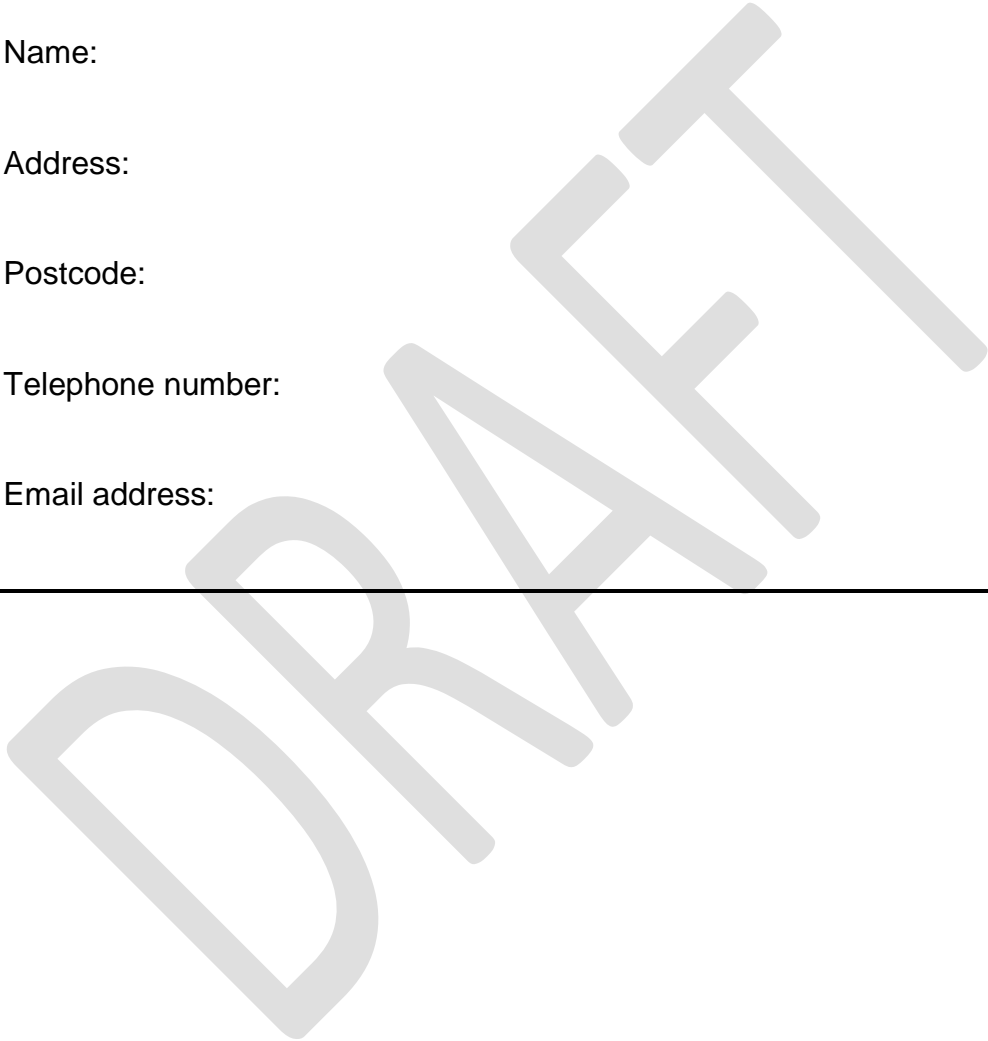 Name:
Address:
Postcode:
Telephone number:
Email address:
DRAFT